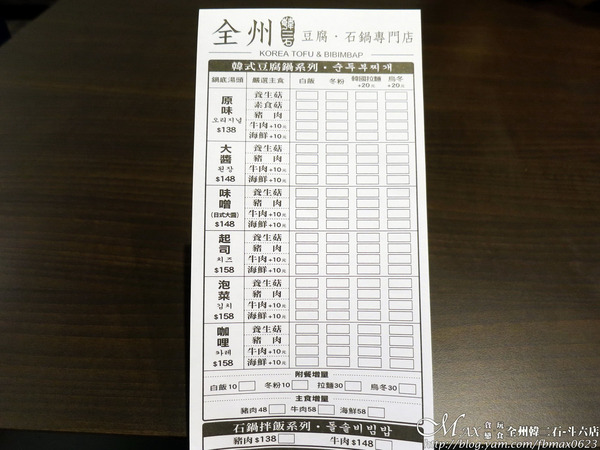 全州 韓二石 豆腐．石鍋專門店
KOREA TOFU & BIBIMBAP
韓式豆腐鍋系列．순두부찌개
鍋底湯頭 嚴選主食 白飯 冬粉 韓國拉麵+20元 烏冬+20元
原味 오리지널 $138
養生菇
素食菇
豬肉
牛肉+10元
海鮮+10元
大醬 된장 $148
養生菇
豬肉
牛肉+10元
海鮮+10元
味噌 (日式大醬) $148
養生菇
豬肉
牛肉+10元
海鮮+10元
起司 치즈 $158
養生菇
豬肉
牛肉+10元
海鮮+10元
泡菜 김치 $158
養生菇
豬肉
牛肉+10元
海鮮+10元
咖哩 카레 $158
養生菇
豬肉
牛肉+10元
海鮮+10元
附餐增量
白飯10 冬粉10 拉麵30 烏冬30
主食增量
豬肉48 牛肉58 海鮮58
石鍋拌飯系列．돌솥비빔밥
豬肉$138 牛肉$148
MAX 食玩戀食 全州韓二石-斗六店
http://blog.yam.com/fbmax0623